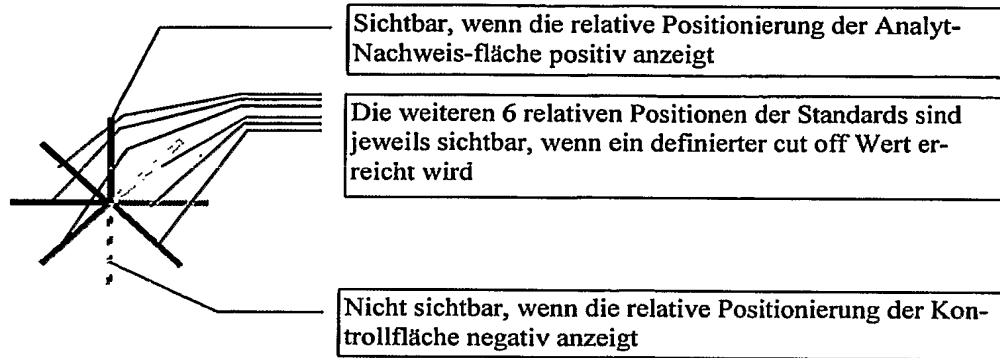 Sichtbar, wenn die relative Positionierung der Analyt-
Nachweis-fläche positiv anzeigt
Die weiteren 6 relativen Positionen der Standards sind
jeweils sichtbar, wenn ein definierter cut off Wert er-
reicht wird
Nicht sichtbar, wenn die relative Positionierung der Kon-
trollfläche negativ anzeigt